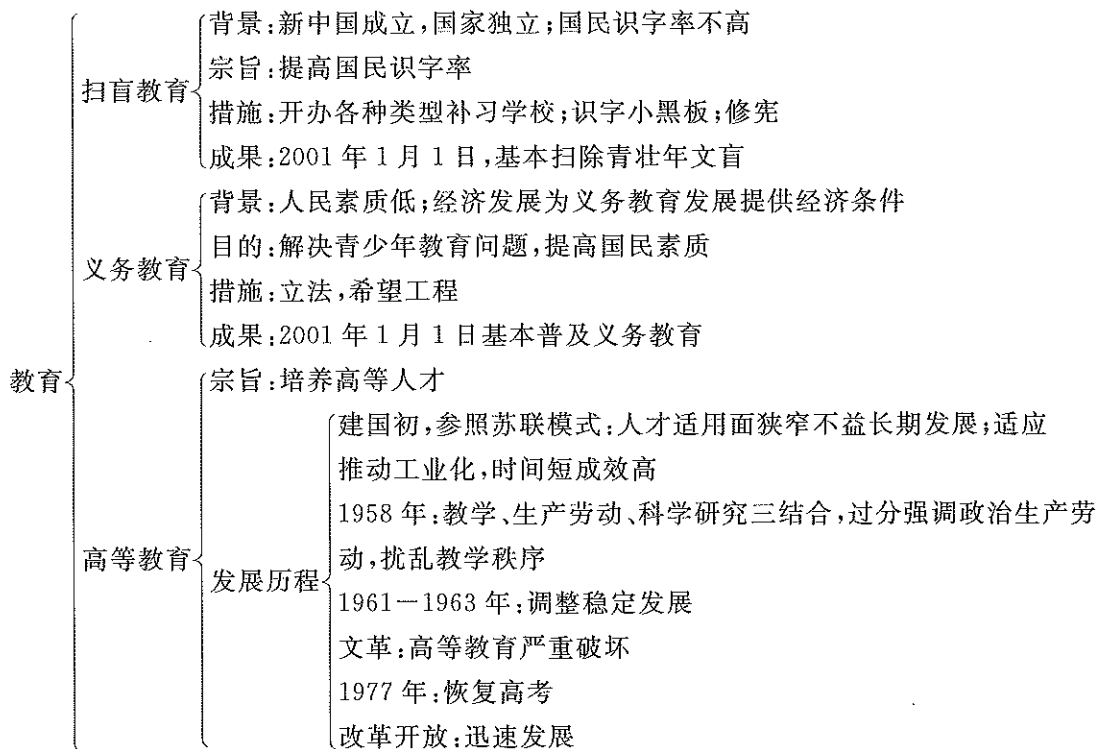 教育
扫盲教育
背景:新中国成立,国家独立;国民识字率不高
宗旨:提高国民识字率
措施:开办各种类型补习学校;识字小黑板;修宪
成果:2001年1月1日,基本扫除青壮年文盲
义务教育
背景:人民素质低;经济发展为义务教育发展提供经济条件
目的:解决青少年教育问题,提高国民素质
措施:立法,希望工程
成果:2001年1月1日基本普及义务教育
高等教育
宗旨:培养高等人才
发展历程
建国初,参照苏联模式:人才适用面狭窄不益长期发展;适应
推动工业化,时间短成效高
1958年:教学、生产劳动、科学研究三结合,过分强调政治生产劳
动,扰乱教学秩序
1961—1963年:调整稳定发展
文革:高等教育严重破坏
1977年:恢复高考
改革开放:迅速发展